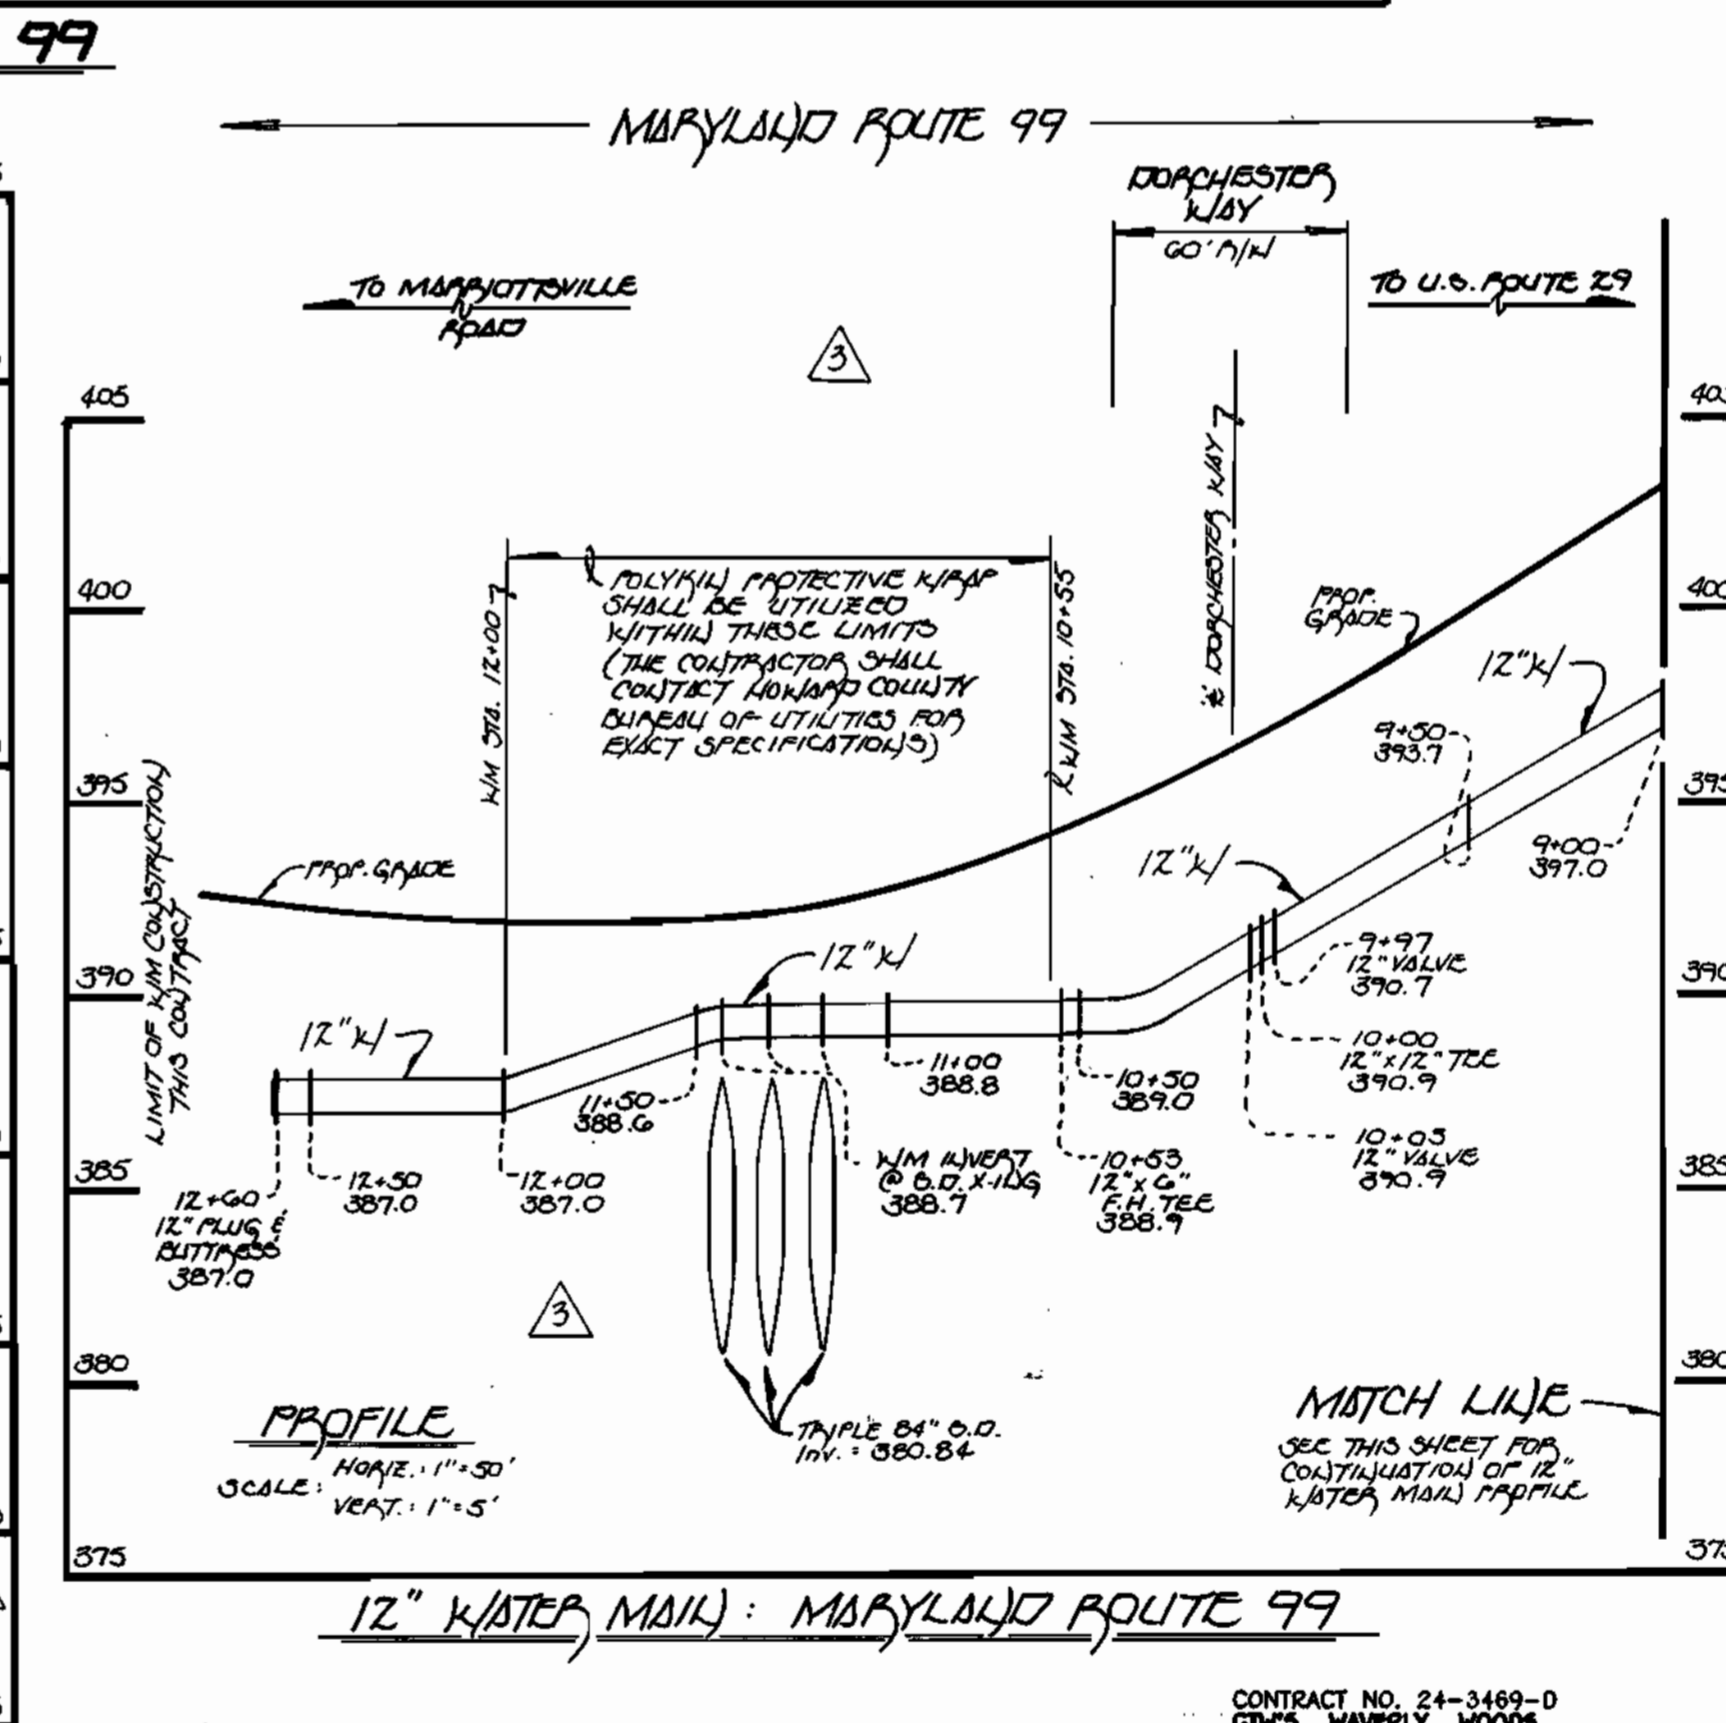 99
MARYLAND ROUTE 99
DORCHESTER
WAY
60' R/W
TO MARRIOTTSVILLE
ROAD
TO U.S. ROUTE 29
3
405
400
395
390
385
380
375
LIMIT OF W/M CONSTRUCTION
THIS CONTRACT
W/M STA. 12+00
POLYKIN PROTECTIVE WRAP
SHALL BE UTILIZED
WITHIN THESE LIMITS
(THE CONTRACTOR SHALL
CONTACT HOWARD COUNTY
BUREAU OF UTILITIES FOR
EXACT SPECIFICATIONS)
W/M STA. 10+55
DORCHESTER WAY
PROP.
GRADE
12"W
9+50
393.7
9+00
397.0
PROP. GRADE
12"W
12"W
12"W
9+97
12" VALVE
390.7
10+00
12"x12" TEE
390.9
10+03
12" VALVE
390.9
11+00
388.8
10+50
389.0
11+50
388.6
W/M INVERT
@ S.D. X-ING
388.7
10+53
12"x6"
F.H. TEE
388.9
12+60
12" PLUG &
BUTTRESS
387.0
12+50
387.0
12+00
387.0
3
TRIPLE 84" S.D.
INV. = 380.84
PROFILE
SCALE:
HORIZ.: 1"=50'
VERT.: 1"=5'
MATCH LINE
SEE THIS SHEET FOR
CONTINUATION OF 12"
WATER MAIN PROFILE
400
390
380
12" WATER MAIN: MARYLAND ROUTE 99
CONTRACT NO. 24-3469-D
GTW'S WAVERLY WOODS